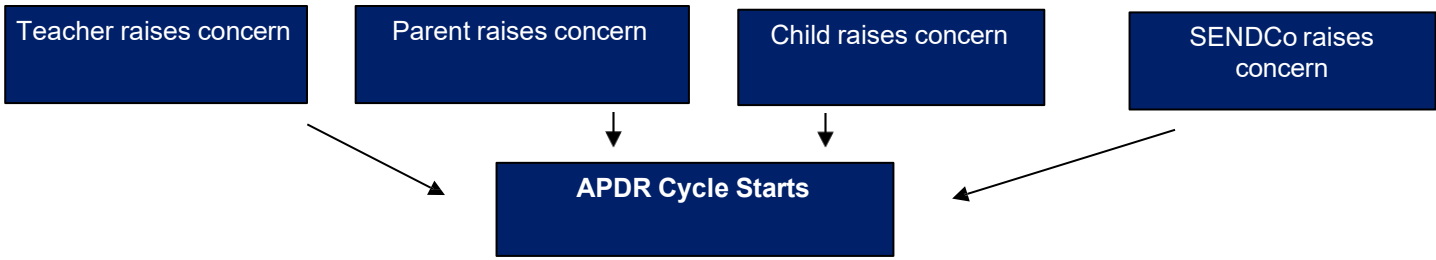 Teacher raises concern
Parent raises concern
Child raises concern
SENDCo raises
concern
APDR Cycle Starts